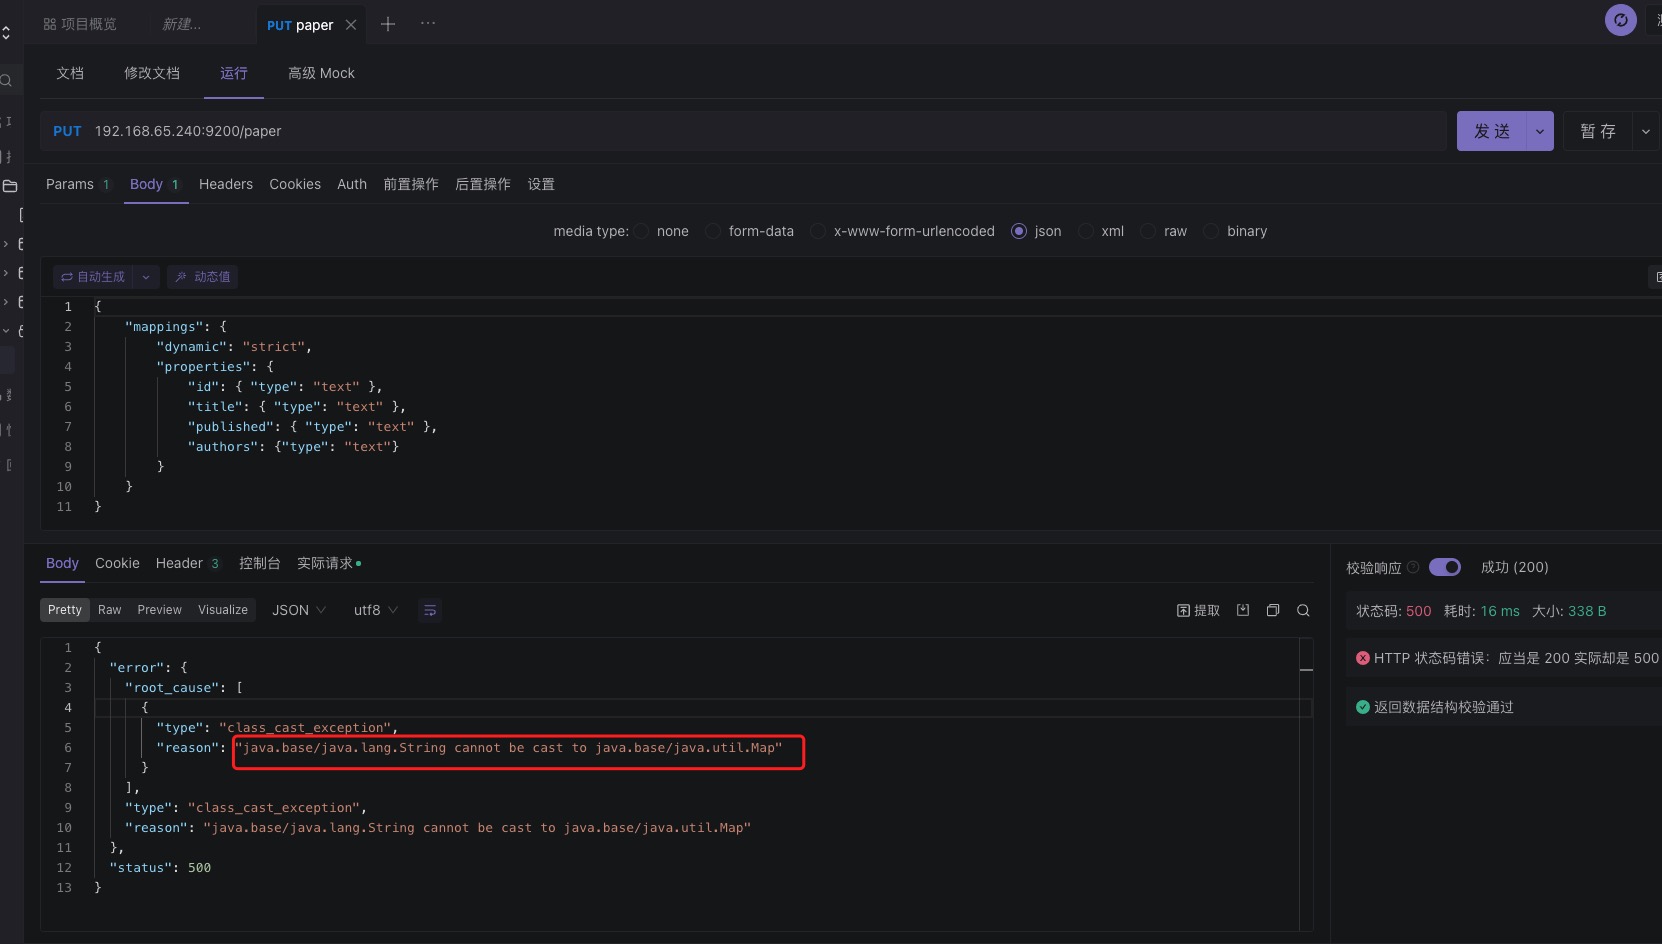 项目概览 新建... PUT paper
文档 修改文档 运行 高级 Mock
PUT 192.168.65.240:9200/paper 发 送 暂 存
Params 1 Body 1 Headers Cookies Auth 前置操作 后置操作 设置
media type: none form-data x-www-form-urlencoded json xml raw binary
自动生成 动态值
1 {
2 "mappings": {
3 "dynamic": "strict",
4 "properties": {
5 "id": { "type": "text" },
6 "title": { "type": "text" },
7 "published": { "type": "text" },
8 "authors": {"type": "text"}
9 }
10 }
11 }
Body Cookie Header 3 控制台 实际请求
Pretty Raw Preview Visualize JSON utf8 提取
1 {
2 "error": {
3 "root_cause": [
4 {
5 "type": "class_cast_exception",
6 "reason": "java.base/java.lang.String cannot be cast to java.base/java.util.Map"
7 }
8 ],
9 "type": "class_cast_exception",
10 "reason": "java.base/java.lang.String cannot be cast to java.base/java.util.Map"
11 },
12 "status": 500
13 }
校验响应 成功 (200)
状态码: 500 耗时: 16 ms 大小: 338 B
HTTP 状态码错误：应当是 200 实际却是 500
返回数据结构校验通过